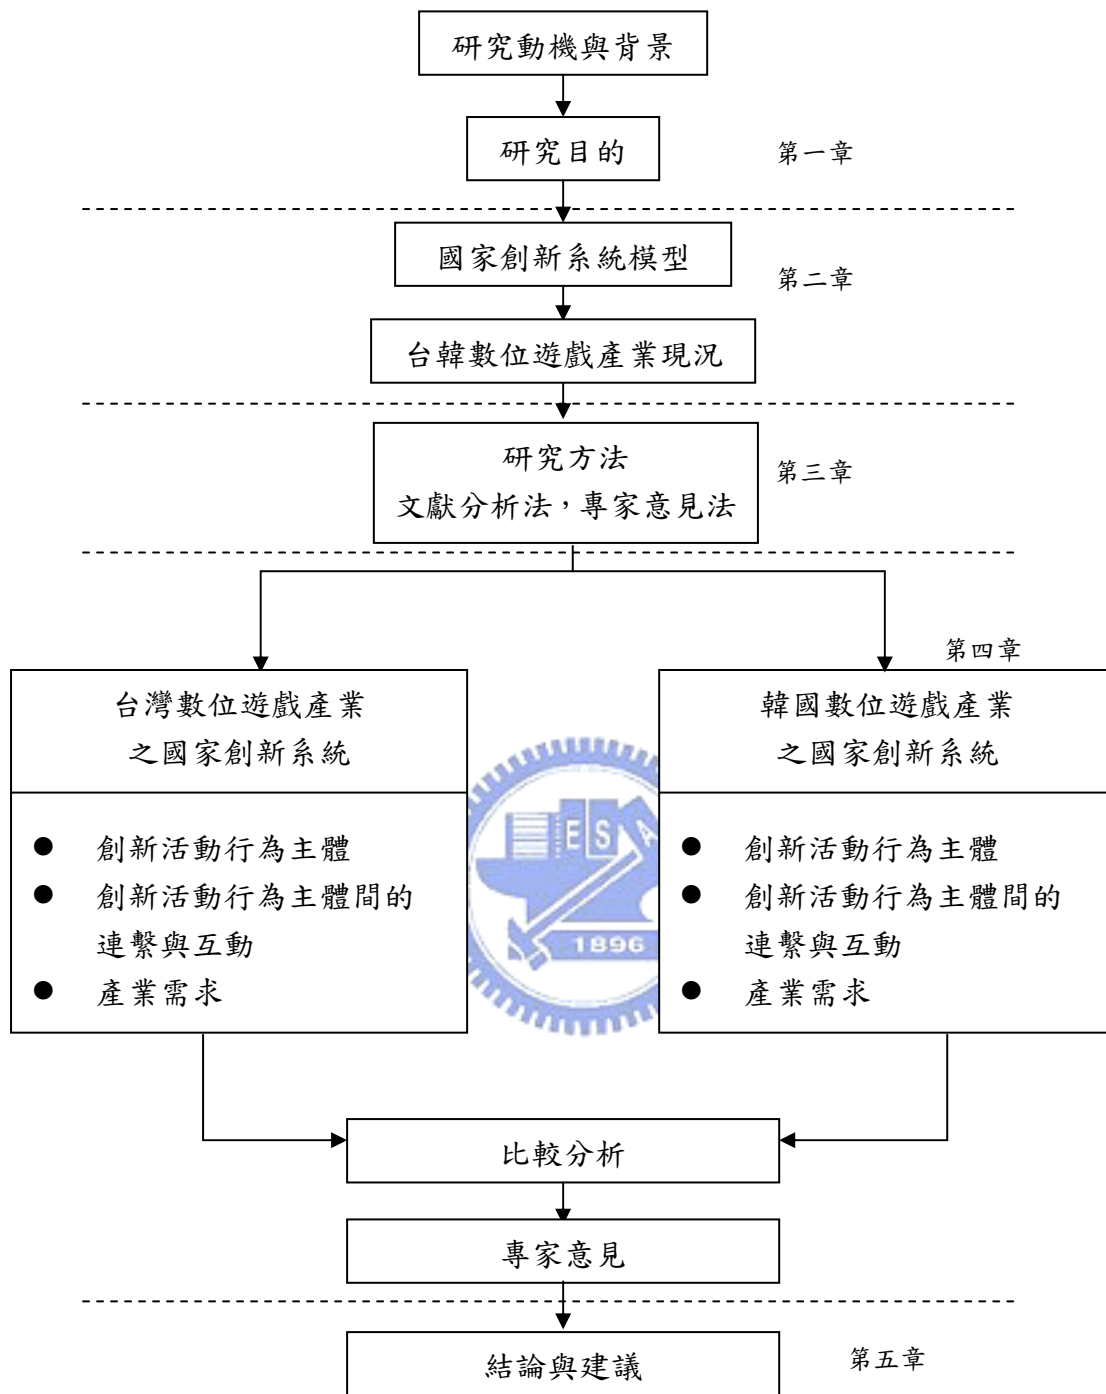 研究動機與背景
研究目的
第一章
國家創新系統模型
第二章
台韓數位遊戲產業現況
研究方法
文獻分析法，專家意見法
第三章
第四章
台灣數位遊戲產業
之國家創新系統
● 創新活動行為主體
● 創新活動行為主體間的
連繫與互動
● 產業需求
韓國數位遊戲產業
之國家創新系統
● 創新活動行為主體
● 創新活動行為主體間的
連繫與互動
● 產業需求
E S A
1896
比較分析
專家意見
結論與建議
第五章